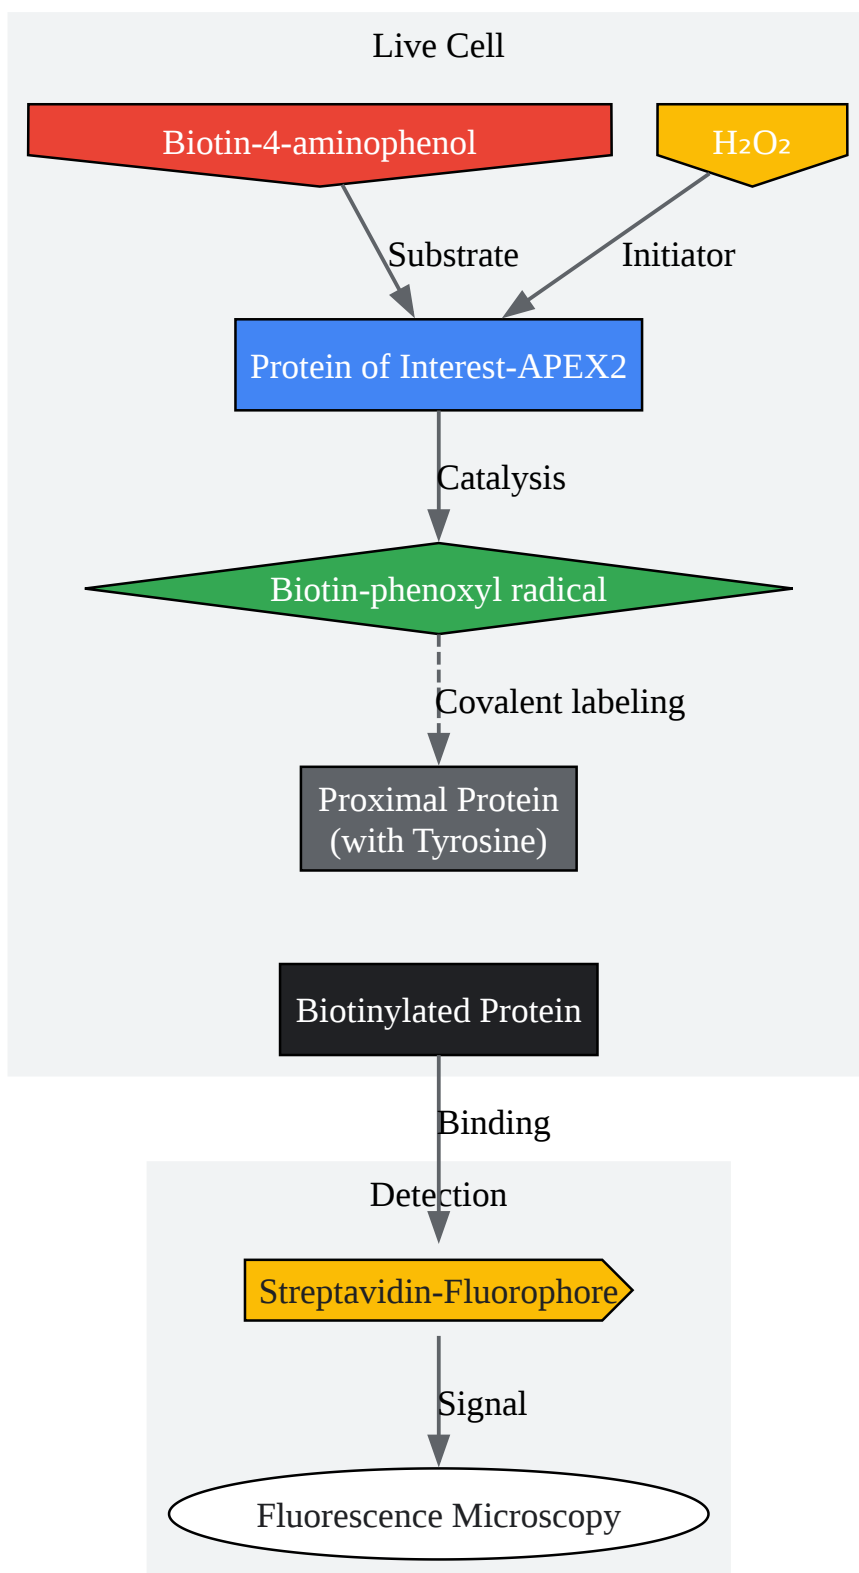 Live Cell
Biotin-4-aminophenol
H₂O₂
Substrate
Initiator
Protein of Interest-APEX2
Catalysis
Biotin-phenoxyl radical
Covalent labeling
Proximal Protein
(with Tyrosine)
Biotinylated Protein
Binding
Detection
Streptavidin-Fluorophore
Signal
Fluorescence Microscopy